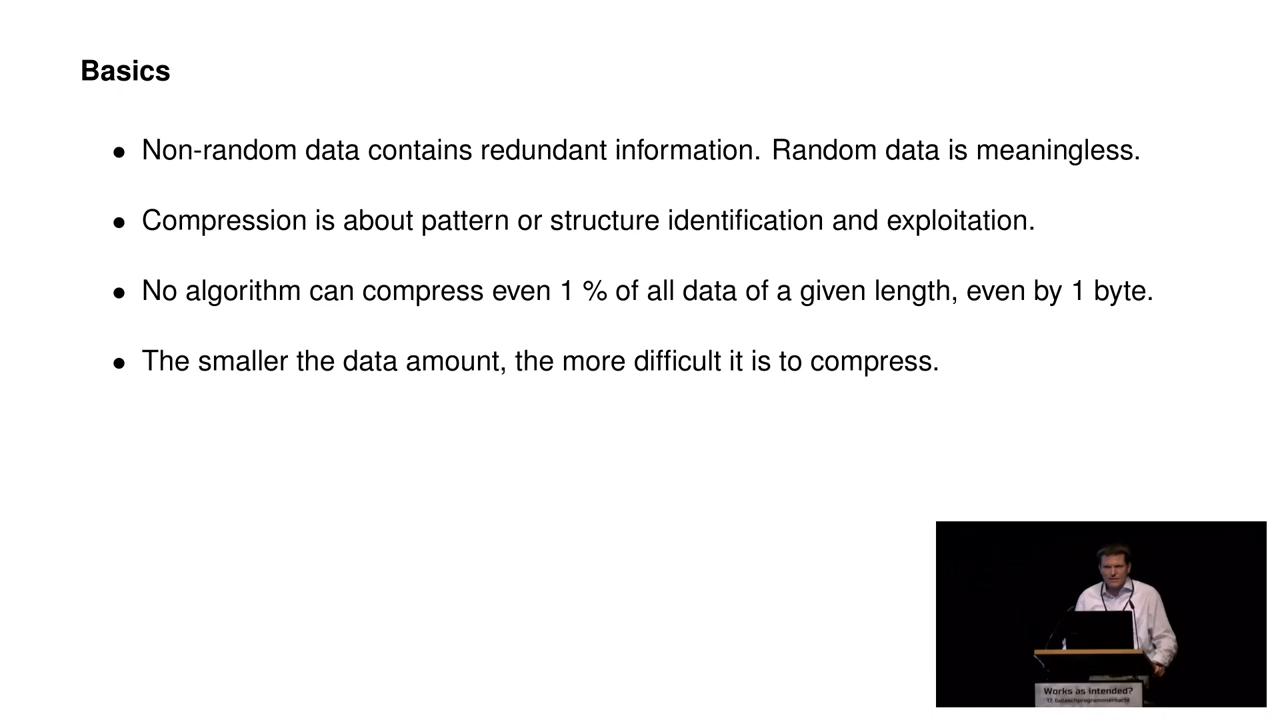 Basics
• Non-random data contains redundant information. Random data is meaningless.
• Compression is about pattern or structure identification and exploitation.
• No algorithm can compress even 1 % of all data of a given length, even by 1 byte.
• The smaller the data amount, the more difficult it is to compress.
Works as intended?
17. Gulaschprogrammiernacht